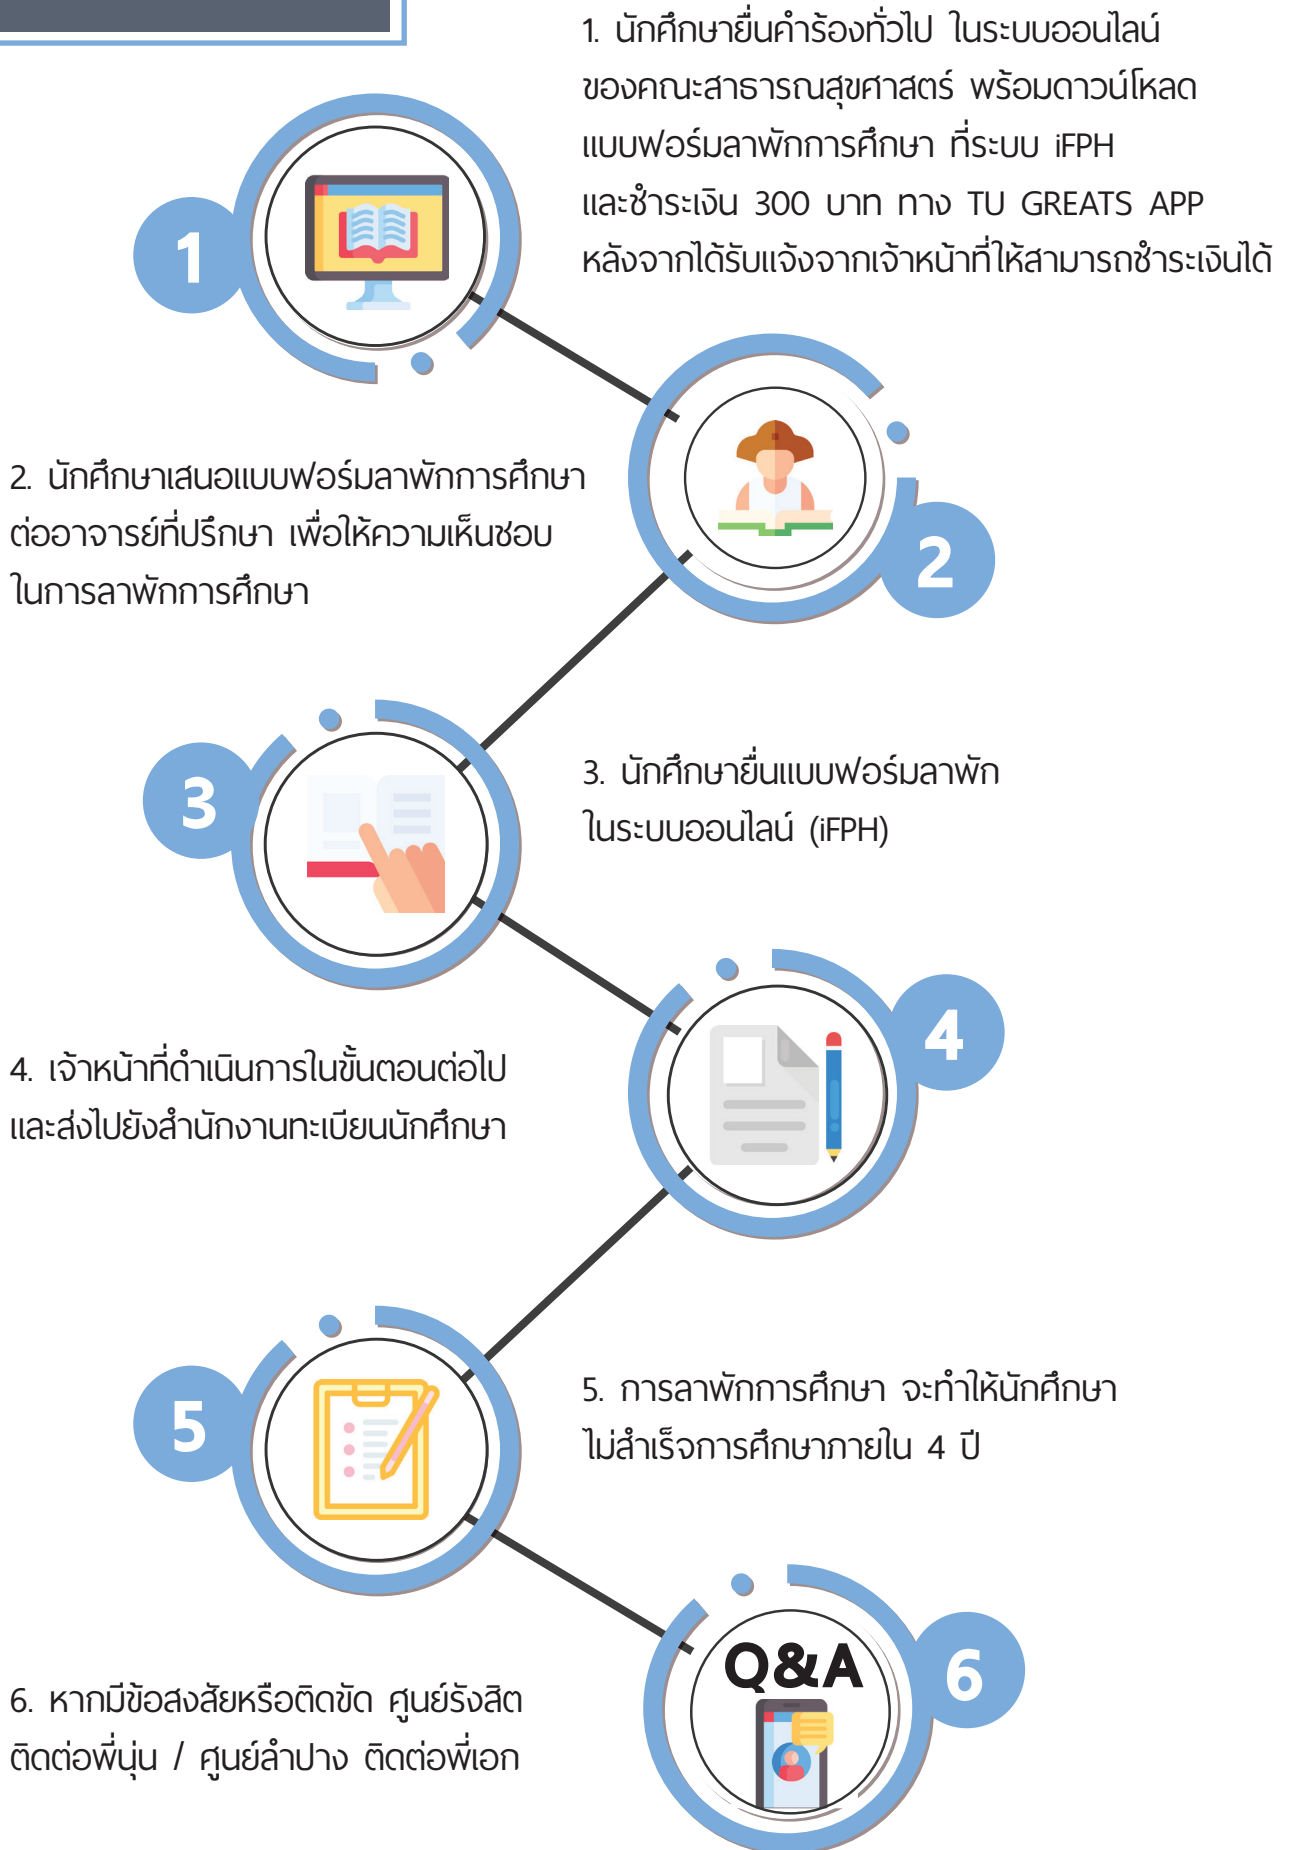 1. นักศึกษายื่นคำร้องทั่วไป ในระบบออนไลน์
ของคณะสาธารณสุขศาสตร์ พร้อมดาวน์โหลด
แบบฟอร์มลาพักการศึกษา ที่ระบบ iFPH
และชำระเงิน 300 บาท ทาง TU GREATS APP
หลังจากได้รับแจ้งจากเจ้าหน้าที่ให้สามารถชำระเงินได้
1
2. นักศึกษาเสนอแบบฟอร์มลาพักการศึกษา
ต่ออาจารย์ที่ปรึกษา เพื่อให้ความเห็นชอบ
ในการลาพักการศึกษา
2
3
3. นักศึกษายื่นแบบฟอร์มลาพัก
ในระบบออนไลน์ (iFPH)
4
4. เจ้าหน้าที่ดำเนินการในขั้นตอนต่อไป
และส่งไปยังสำนักงานทะเบียนนักศึกษา
5
5. การลาพักการศึกษา จะทำให้นักศึกษา
ไม่สำเร็จการศึกษาภายใน 4 ปี
Q&A
6
6. หากมีข้อสงสัยหรือติดขัด ศูนย์รังสิต
ติดต่อพี่นุ่น / ศูนย์ลำปาง ติดต่อพี่เอก